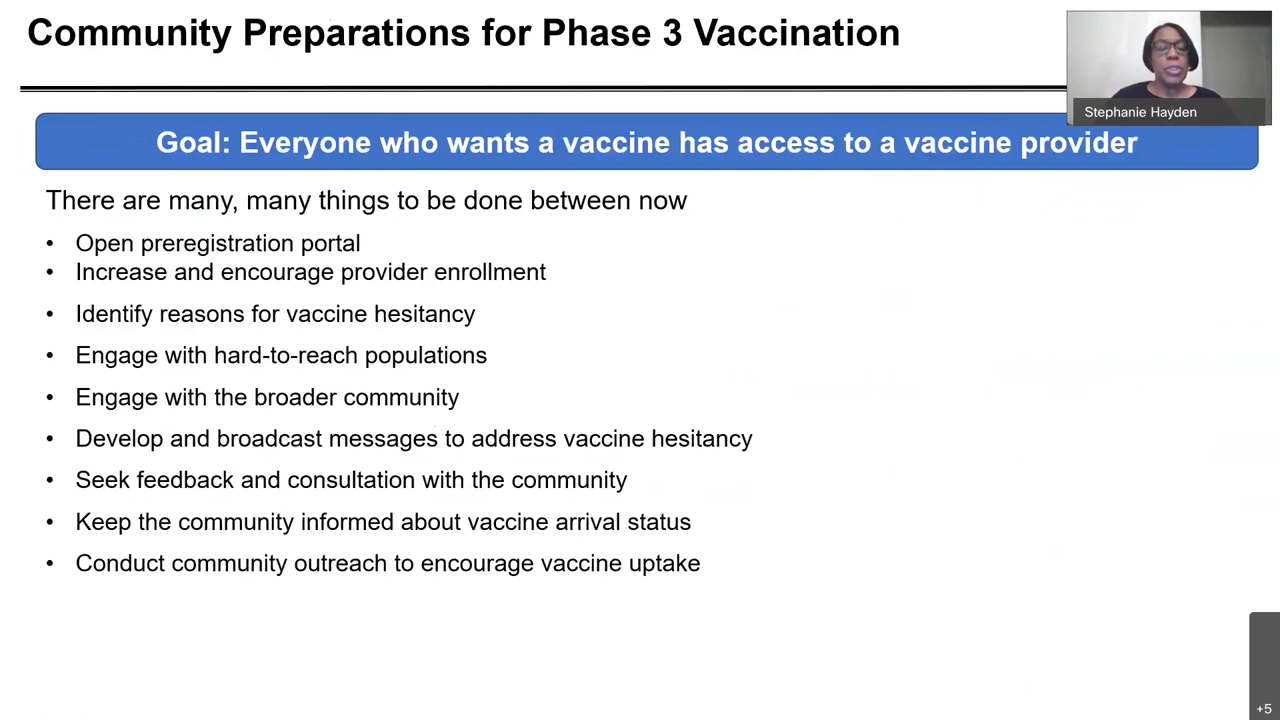 Community Preparations for Phase 3 Vaccination
Stephanie Hayden
Goal: Everyone who wants a vaccine has access to a vaccine provider
There are many, many things to be done between now
• Open preregistration portal
• Increase and encourage provider enrollment
• Identify reasons for vaccine hesitancy
• Engage with hard-to-reach populations
• Engage with the broader community
• Develop and broadcast messages to address vaccine hesitancy
• Seek feedback and consultation with the community
• Keep the community informed about vaccine arrival status
• Conduct community outreach to encourage vaccine uptake
+5